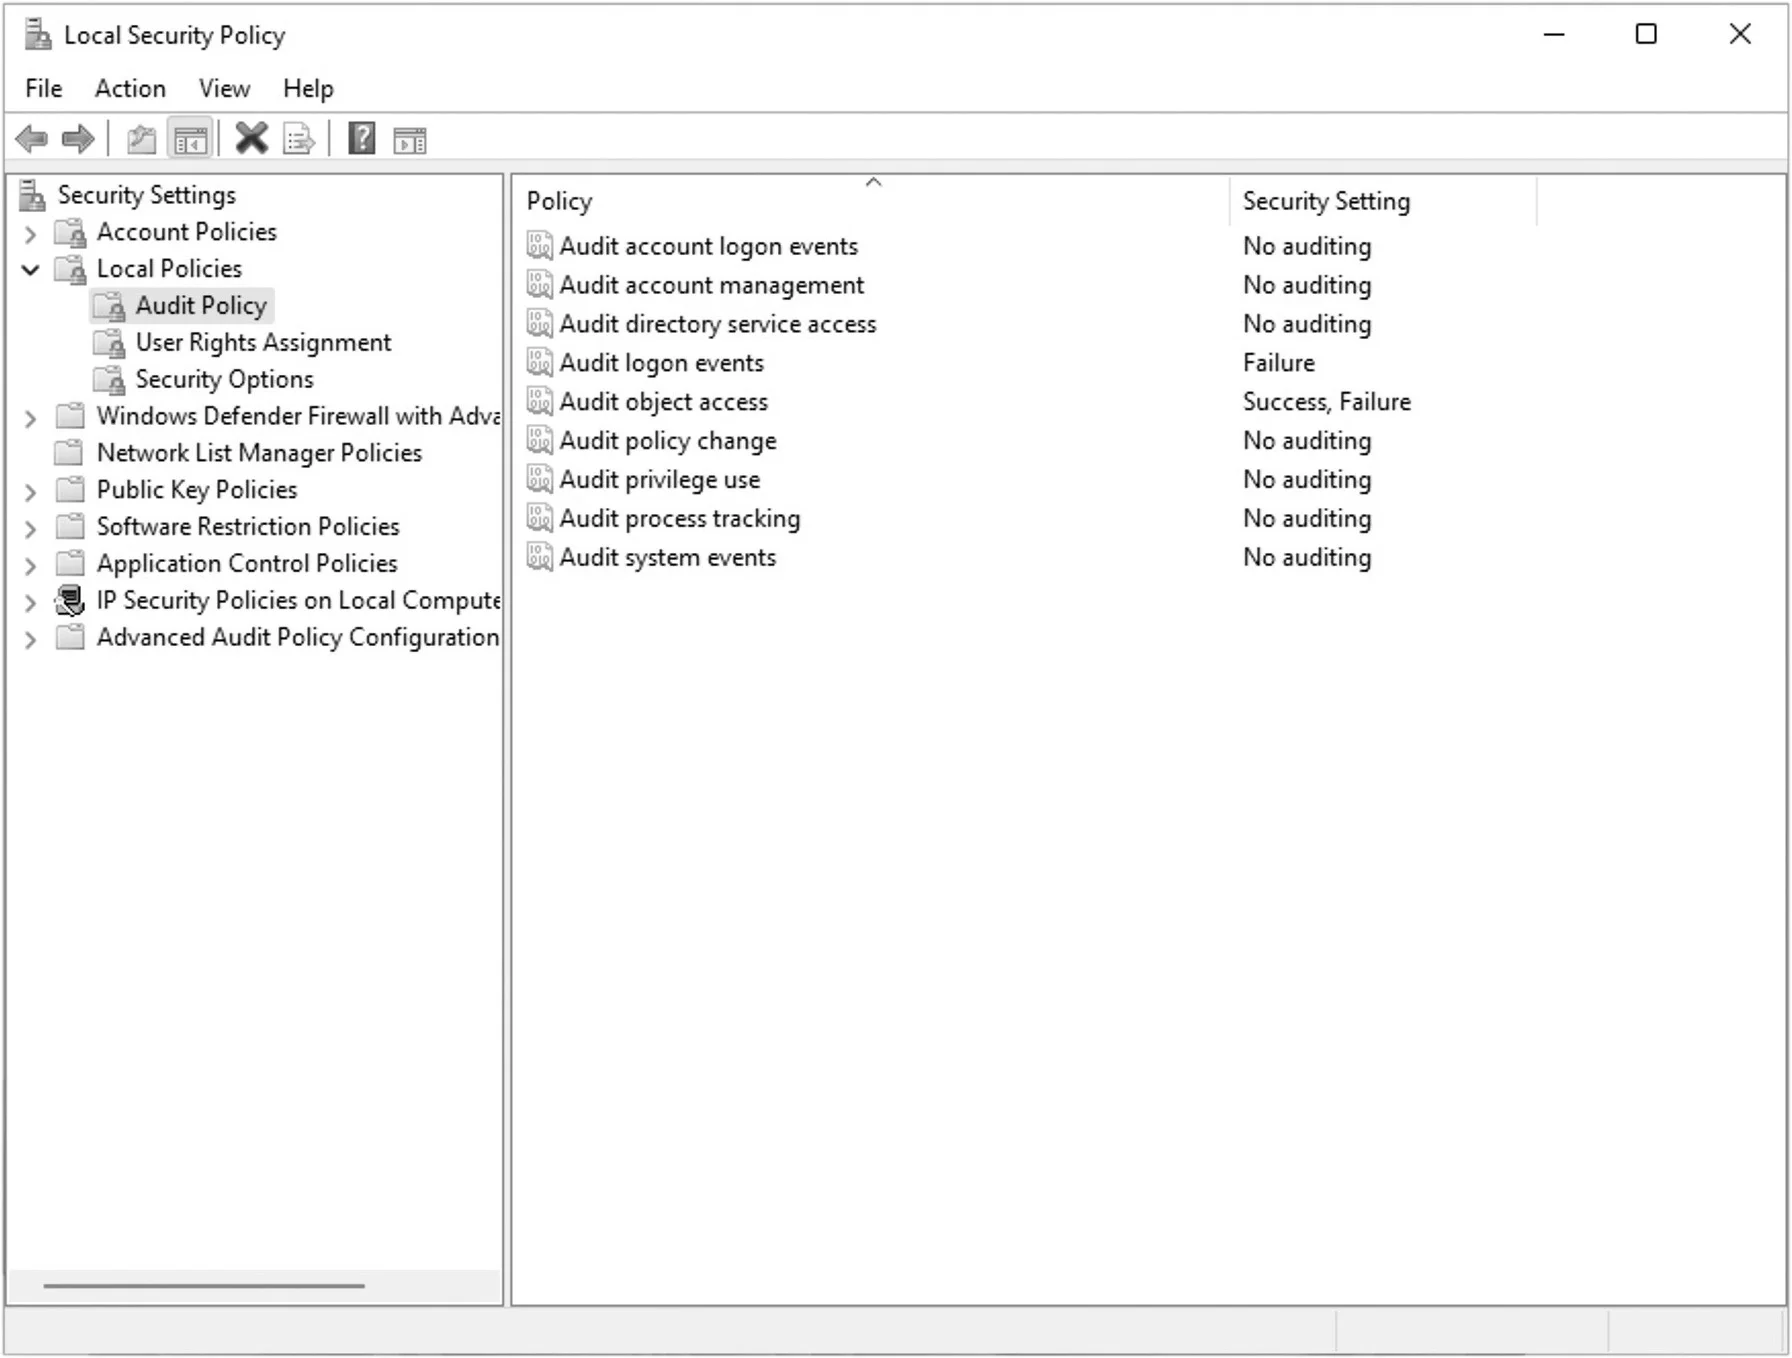 Local Security Policy
File Action View Help
Security Settings
Account Policies
Local Policies
Audit Policy
User Rights Assignment
Security Options
Windows Defender Firewall with Adva
Network List Manager Policies
Public Key Policies
Software Restriction Policies
Application Control Policies
IP Security Policies on Local Compute
Advanced Audit Policy Configuration
Policy Security Setting
Audit account logon events No auditing
Audit account management No auditing
Audit directory service access No auditing
Audit logon events Failure
Audit object access Success, Failure
Audit policy change No auditing
Audit privilege use No auditing
Audit process tracking No auditing
Audit system events No auditing